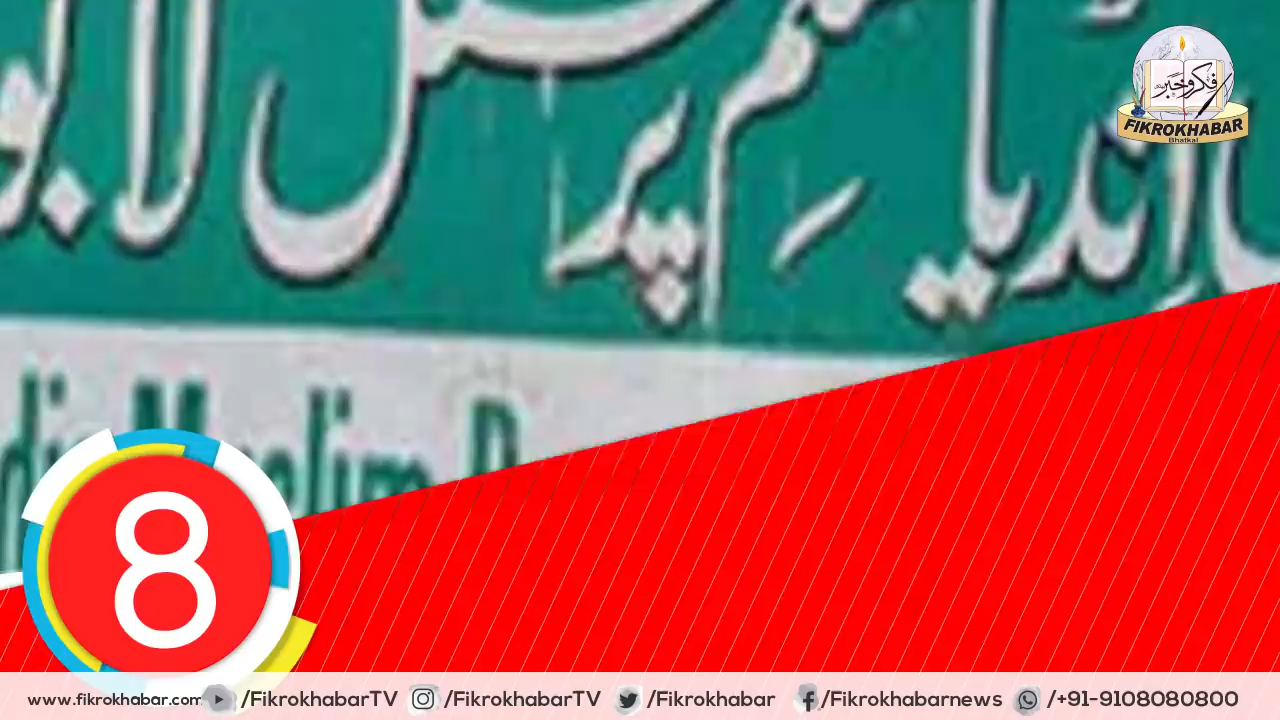 انڈیا مسلم پرسنل لا بو
فکروخبر
FIKROKHABAR
Bhatkal
Muslim
8
www.fikrokhabar.com /FikrokhabarTV /FikrokhabarTV /Fikrokhabar /Fikrokhabarnews /+91-9108080800